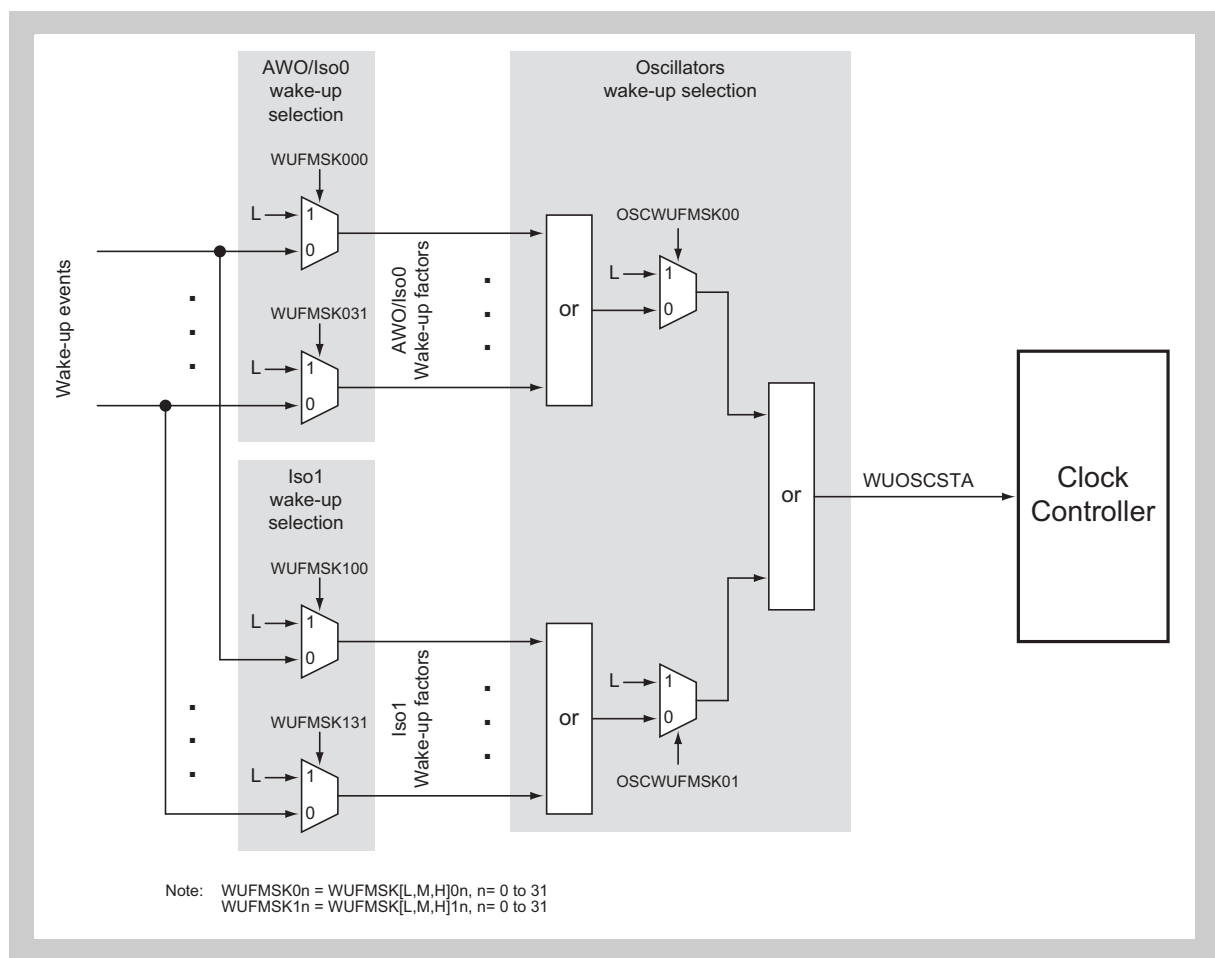 AWO/Iso0
wake-up
selection
Oscillators
wake-up selection
WUFMSK000
L
1
0
WUFMSK031
L
1
0
Wake-up events
AWO/Iso0
Wake-up factors
or
OSCWUFMSK00
L
1
0
Iso1
wake-up
selection
WUFMSK100
L
1
0
WUFMSK131
L
1
0
Iso1
Wake-up factors
or
L
1
0
OSCWUFMSK01
or
WUOSCSTA
Clock
Controller
Note: WUFMSK0n = WUFMSK[L,M,H]0n, n= 0 to 31
WUFMSK1n = WUFMSK[L,M,H]1n, n= 0 to 31